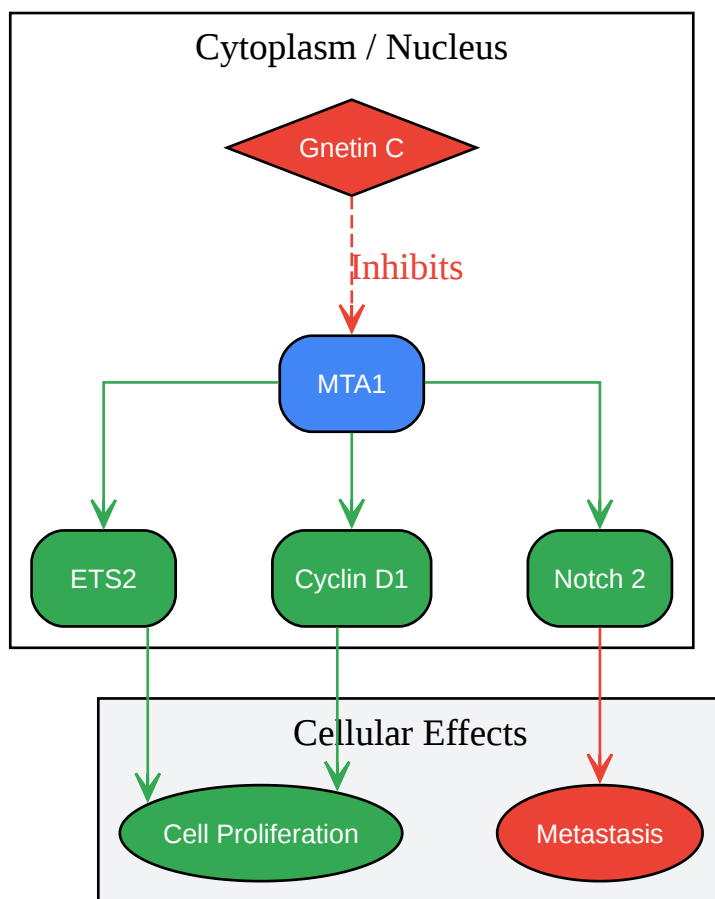 Cytoplasm / Nucleus
Gnetin C
Inhibits
MTA1
ETS2
Cyclin D1
Notch 2
Cellular Effects
Cell Proliferation
Metastasis